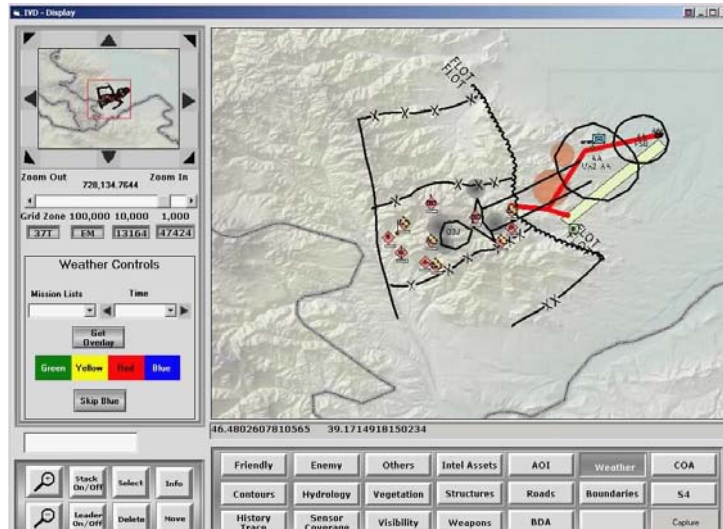 IVD - Display
Zoom Out
728,134.7644
Zoom In
Grid Zone 100,000 10,000 1,000
37T EM 13164 47424
Weather Controls
Mission Lists
Time
Get
Overlay
Green Yellow Red Blue
Skip Blue
FLOT
FLOT
OBJ
FLOT
46.4802607810565 39.1714918150234
Friendly Enemy Others Intel Assets AOI Weather COA
Contours Hydrology Vegetation Structures Roads Boundaries S4
History
Trace
Sensor
Coverage
Visibility Weapons BDA Capture
Stack
On/Off
Select Info
Leader
On/Off
Delete Move